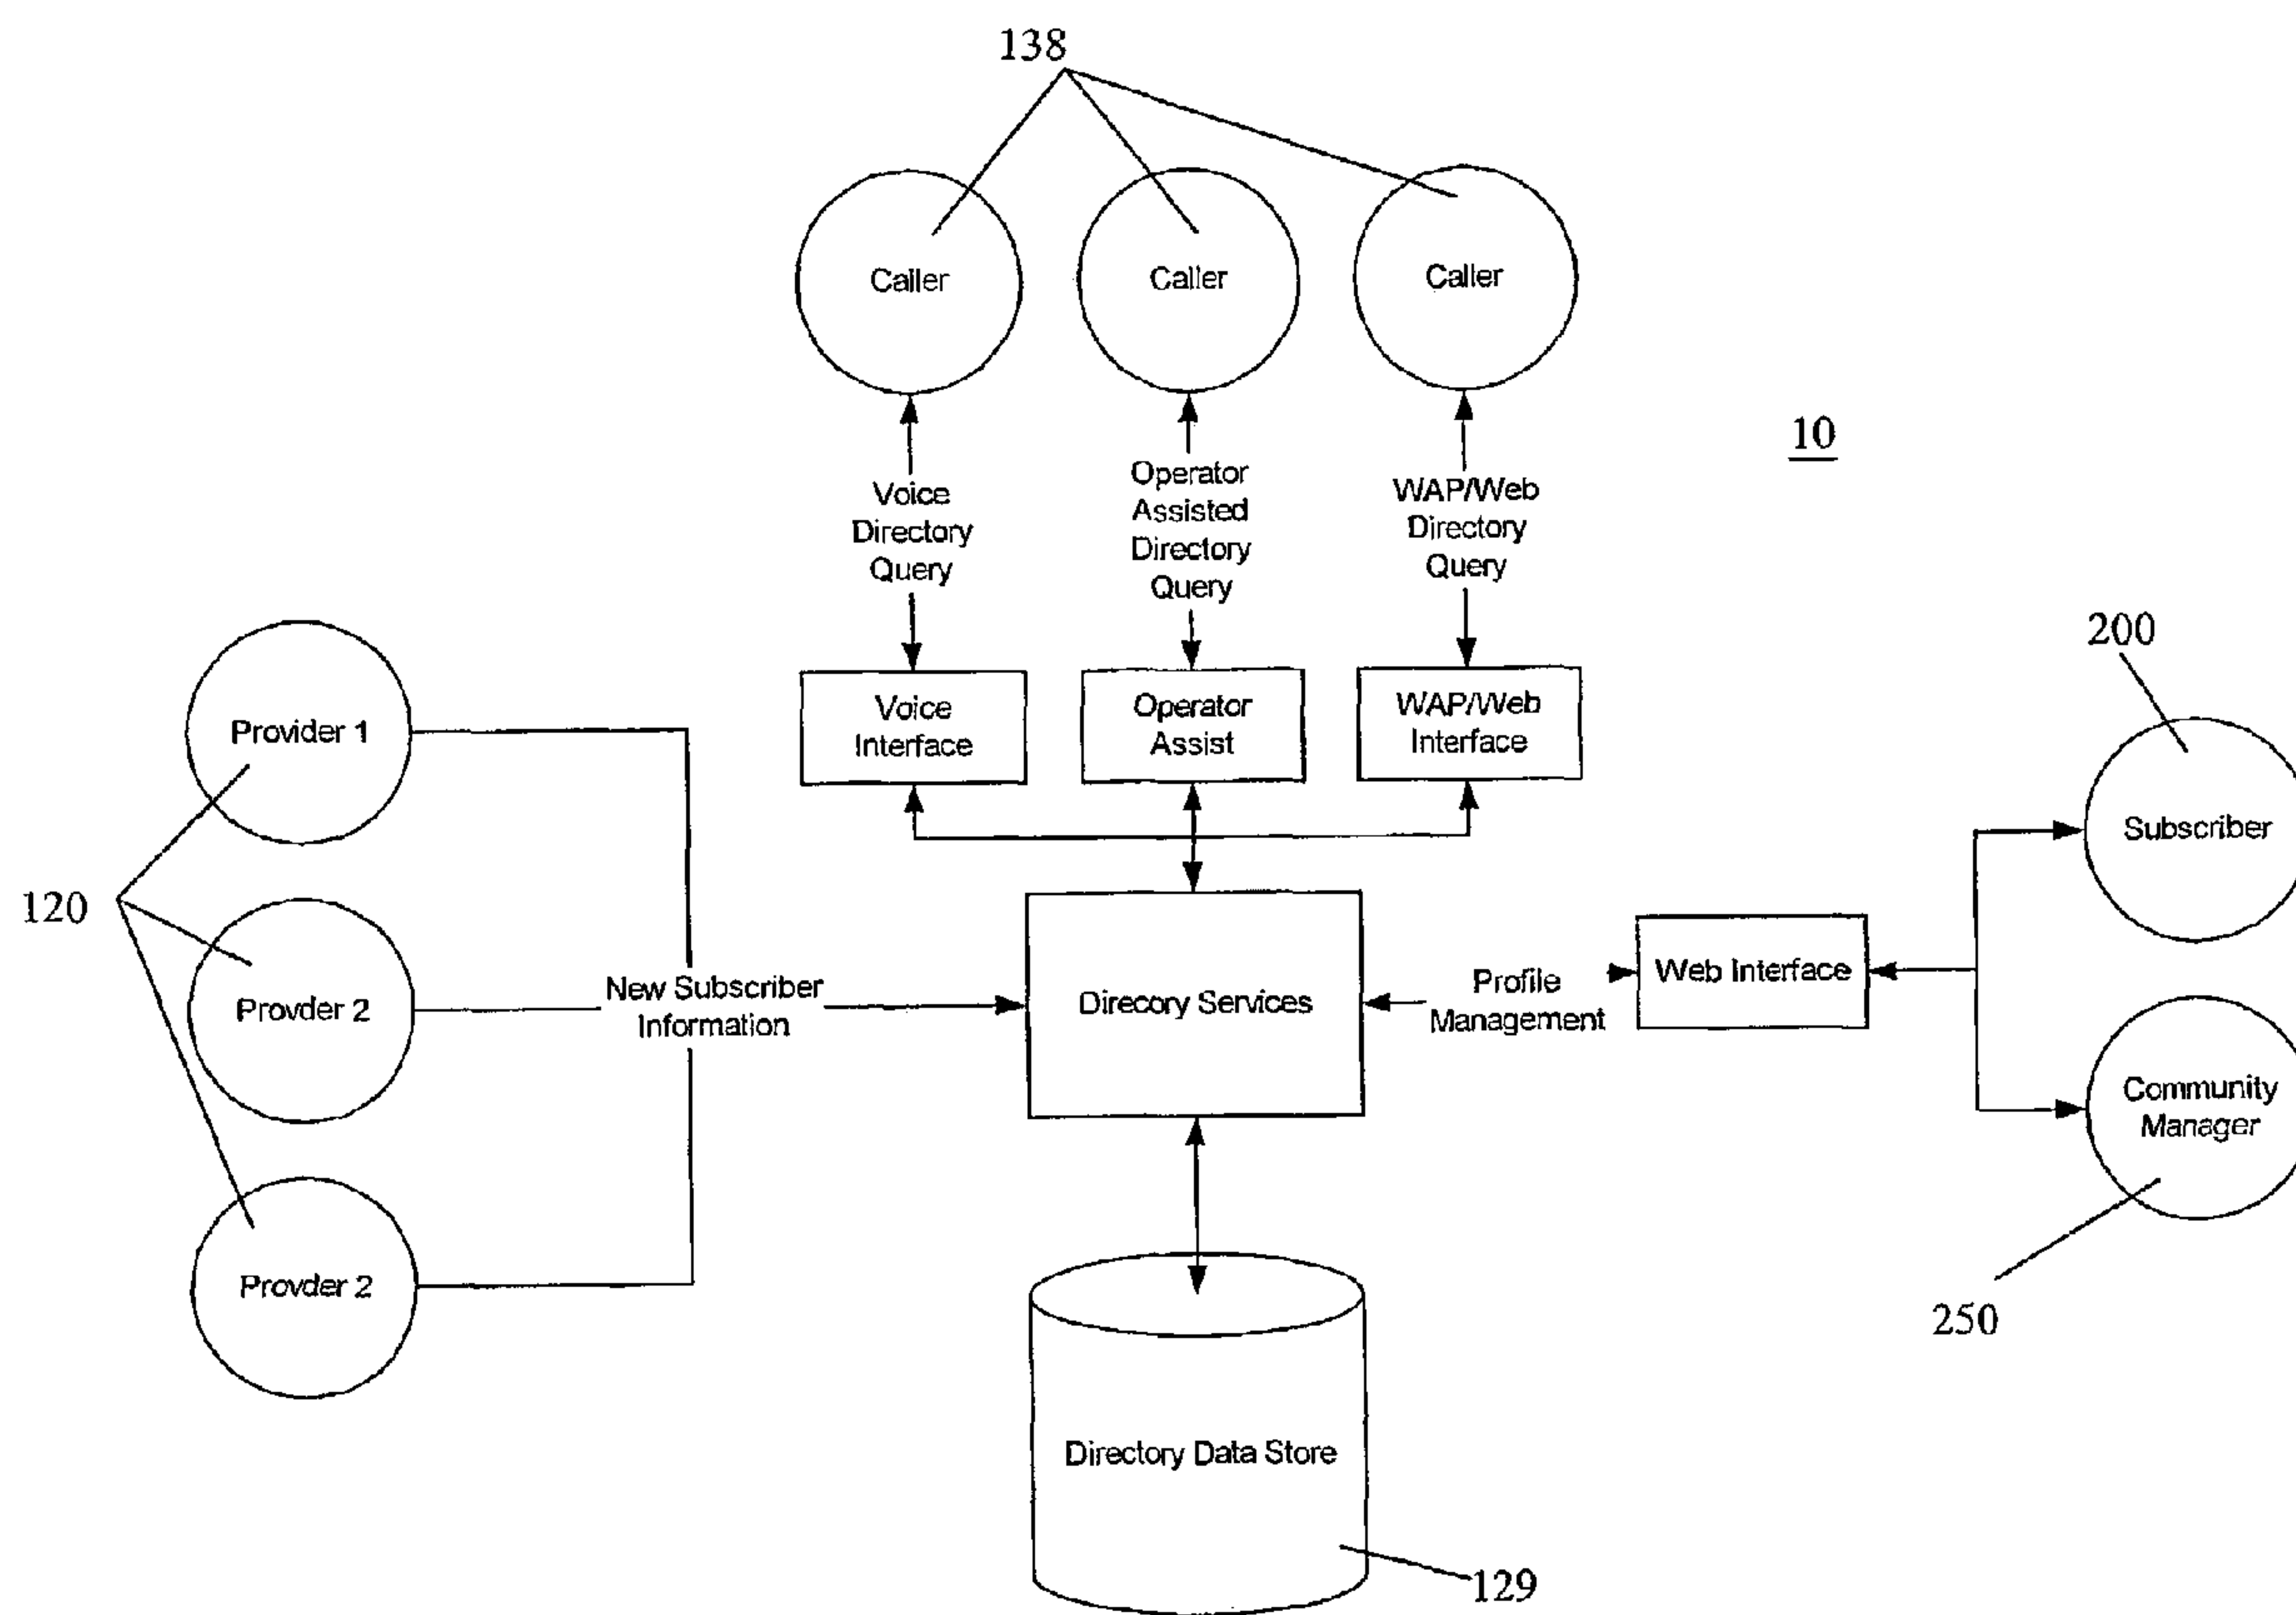 138
Caller
Caller
Caller
10
Voice
Directory
Query
Operator
Assisted
Directory
Query
WAP/Web
Directory
Query
200
Voice
Interface
Operator
Assist
WAP/Web
Interface
Provider 1
Subscriber
120
Provder 2
New Subscriber
Information
Direcory Services
Profile
Management
Web Interface
Community
Manager
Provder 2
250
Directory Data Store
129